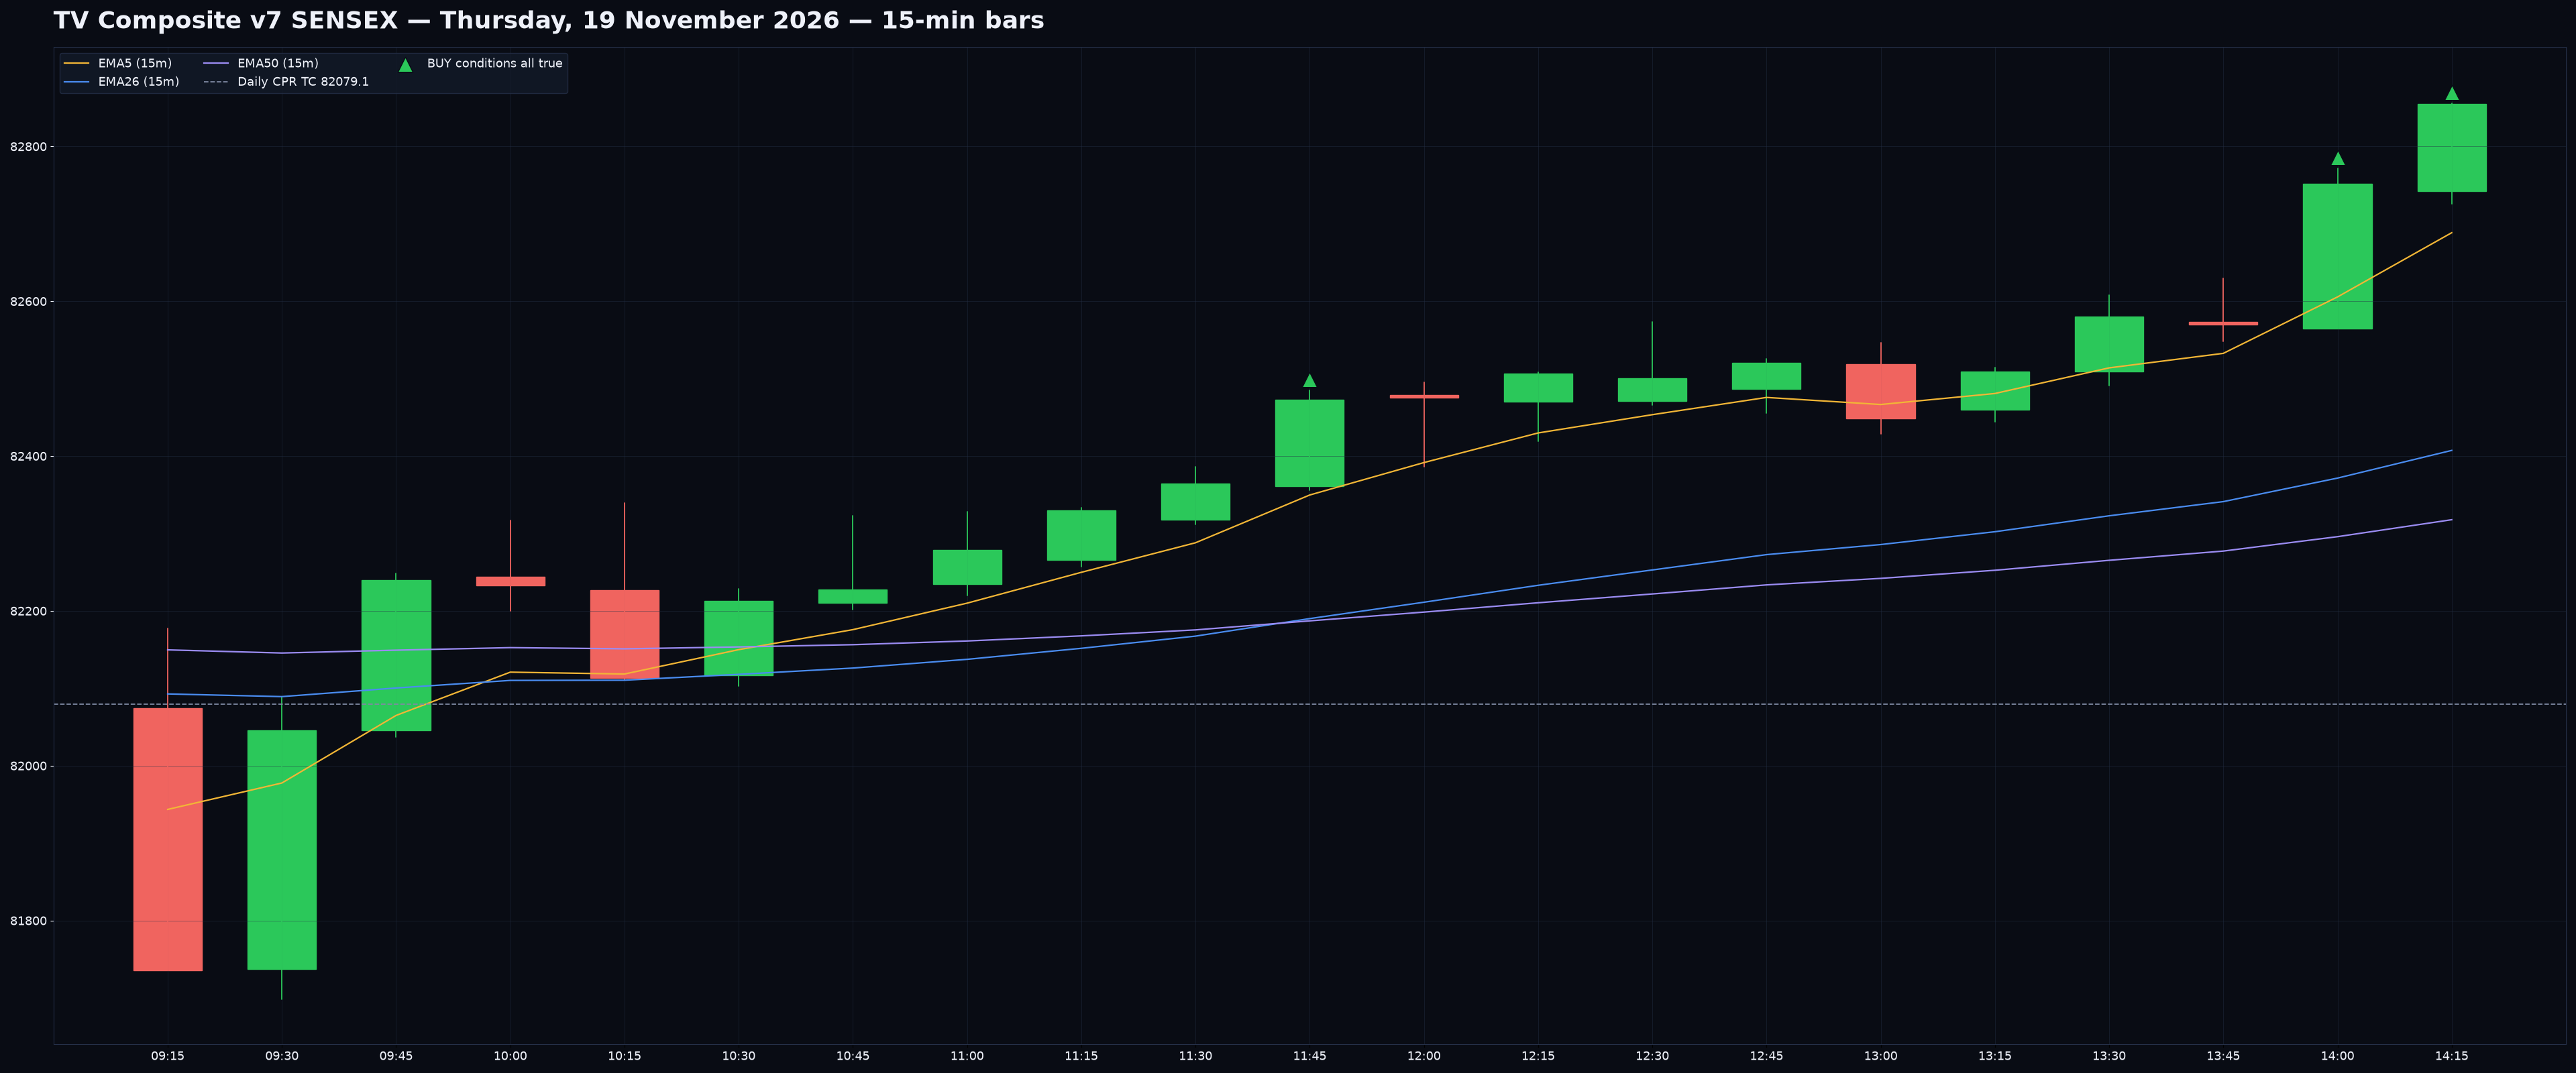 TV Composite v7 SENSEX — Thursday, 19 November 2026 — 15-min bars
EMA5 (15m)
EMA26 (15m)
EMA50 (15m)
Daily CPR TC 82079.1
BUY conditions all true
82800
82600
82400
82200
82000
81800
09:15 09:30 09:45 10:00 10:15 10:30 10:45 11:00 11:15 11:30 11:45 12:00 12:15 12:30 12:45 13:00 13:15 13:30 13:45 14:00 14:15